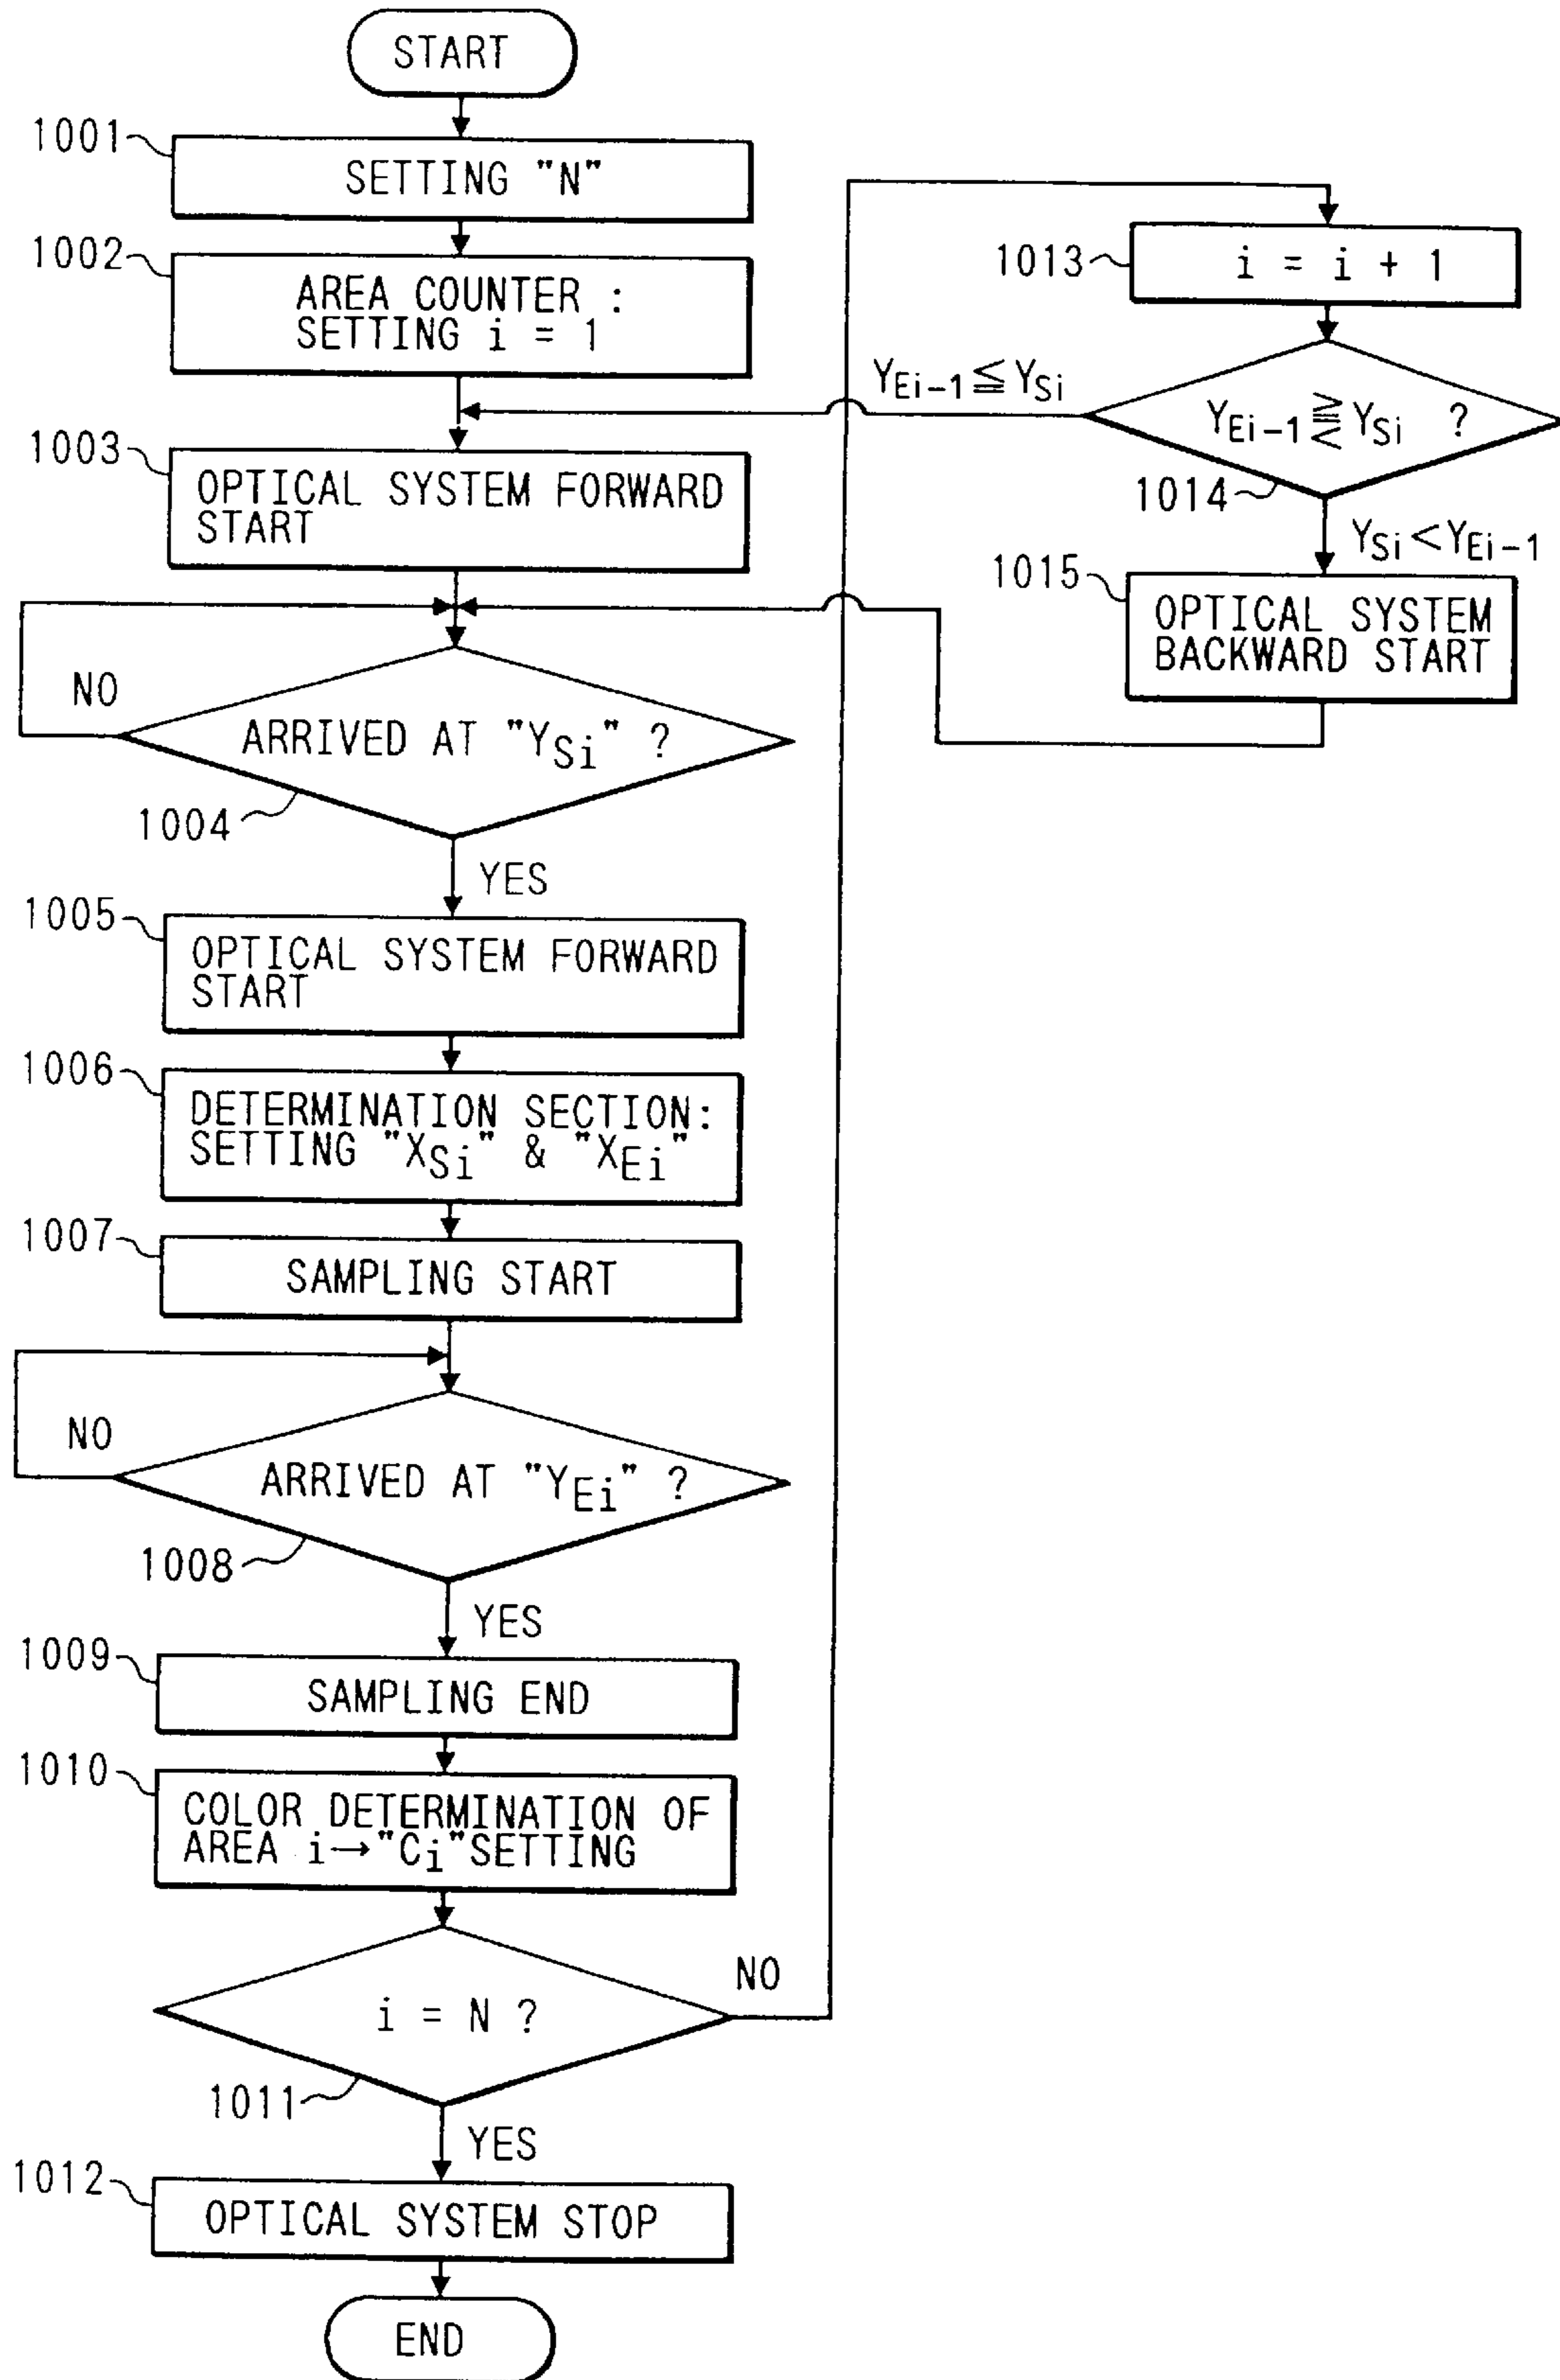 START
1001
SETTING "N"
1002
AREA COUNTER :
SETTING i = 1
1003
OPTICAL SYSTEM FORWARD
START
NO
ARRIVED AT "YSi" ?
1004
YES
1005
OPTICAL SYSTEM FORWARD
START
1006
DETERMINATION SECTION:
SETTING "XSi" & "XEi"
1007
SAMPLING START
NO
ARRIVED AT "YEi" ?
1008
YES
1009
SAMPLING END
1010
COLOR DETERMINATION OF
AREA i→"Ci"SETTING
i = N ?
NO
1011
YES
1012
OPTICAL SYSTEM STOP
END
1013
i = i + 1
YEi-1≦YSi
YEi-1⪌YSi ?
1014
YSi<YEi-1
1015
OPTICAL SYSTEM
BACKWARD START